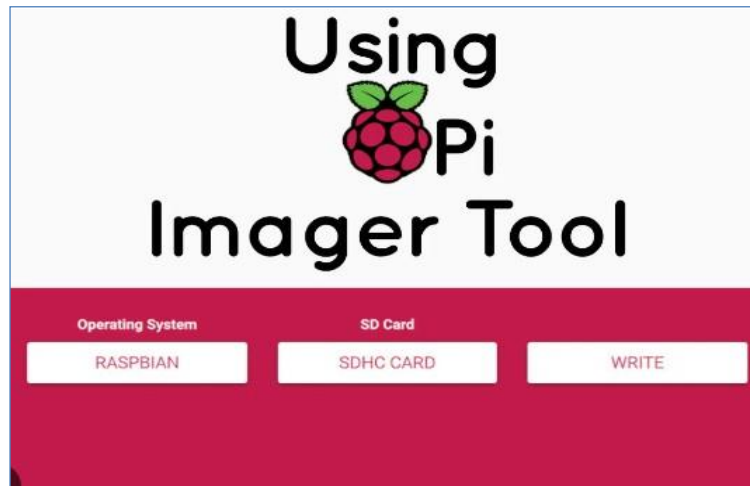 Using
Pi
Imager Tool
Operating System SD Card
RASPBIAN SDHC CARD WRITE